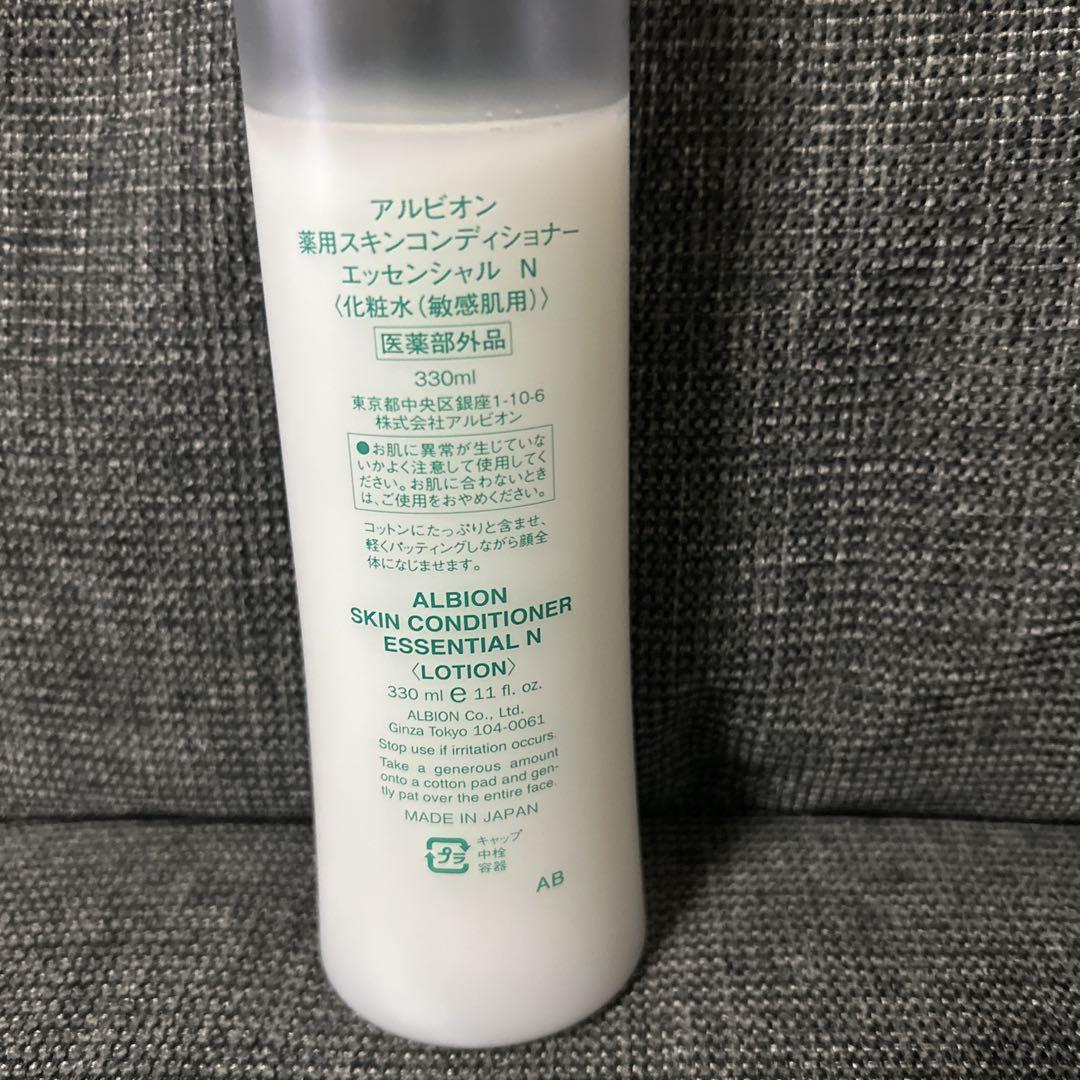 アルビオン
薬用スキンコンディショナー
エッセンシャル N
〈化粧水（敏感肌用）〉
医薬部外品
330ml
東京都中央区銀座1-10-6
株式会社アルビオン
●お肌に異常が生じていな
いかよく注意して使用してく
ださい。お肌に合わないとき
は、ご使用をおやめください。
コットンにたっぷりと含ませ、
軽くパッティングしながら顔全
体になじませます。
ALBION
SKIN CONDITIONER
ESSENTIAL N
〈LOTION〉
330 ml ℮ 11 fl. oz.
ALBION Co., Ltd.
Ginza Tokyo 104-0061
Stop use if irritation occurs.
Take a generous amount
onto a cotton pad and gen-
tly pat over the entire face.
MADE IN JAPAN
プラ
キャップ
中栓
容器
AB